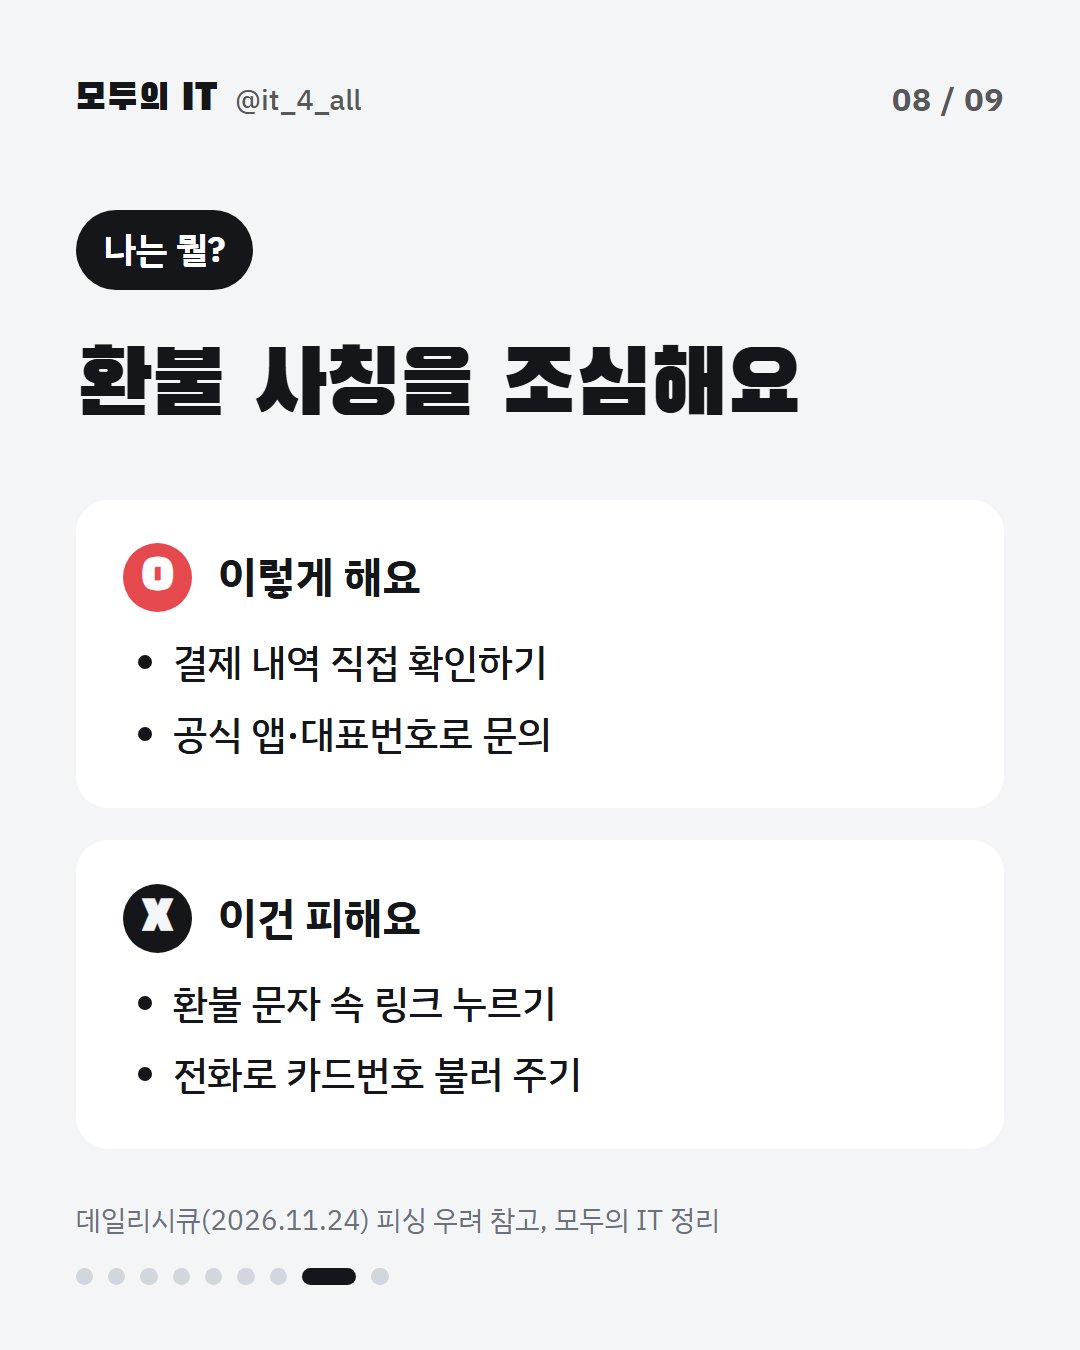 모두의 IT @it_4_all
08 / 09
나는 뭘?
환불 사칭을 조심해요
O 이렇게 해요
• 결제 내역 직접 확인하기
• 공식 앱·대표번호로 문의
X 이건 피해요
• 환불 문자 속 링크 누르기
• 전화로 카드번호 불러 주기
데일리시큐(2026.11.24) 피싱 우려 참고, 모두의 IT 정리